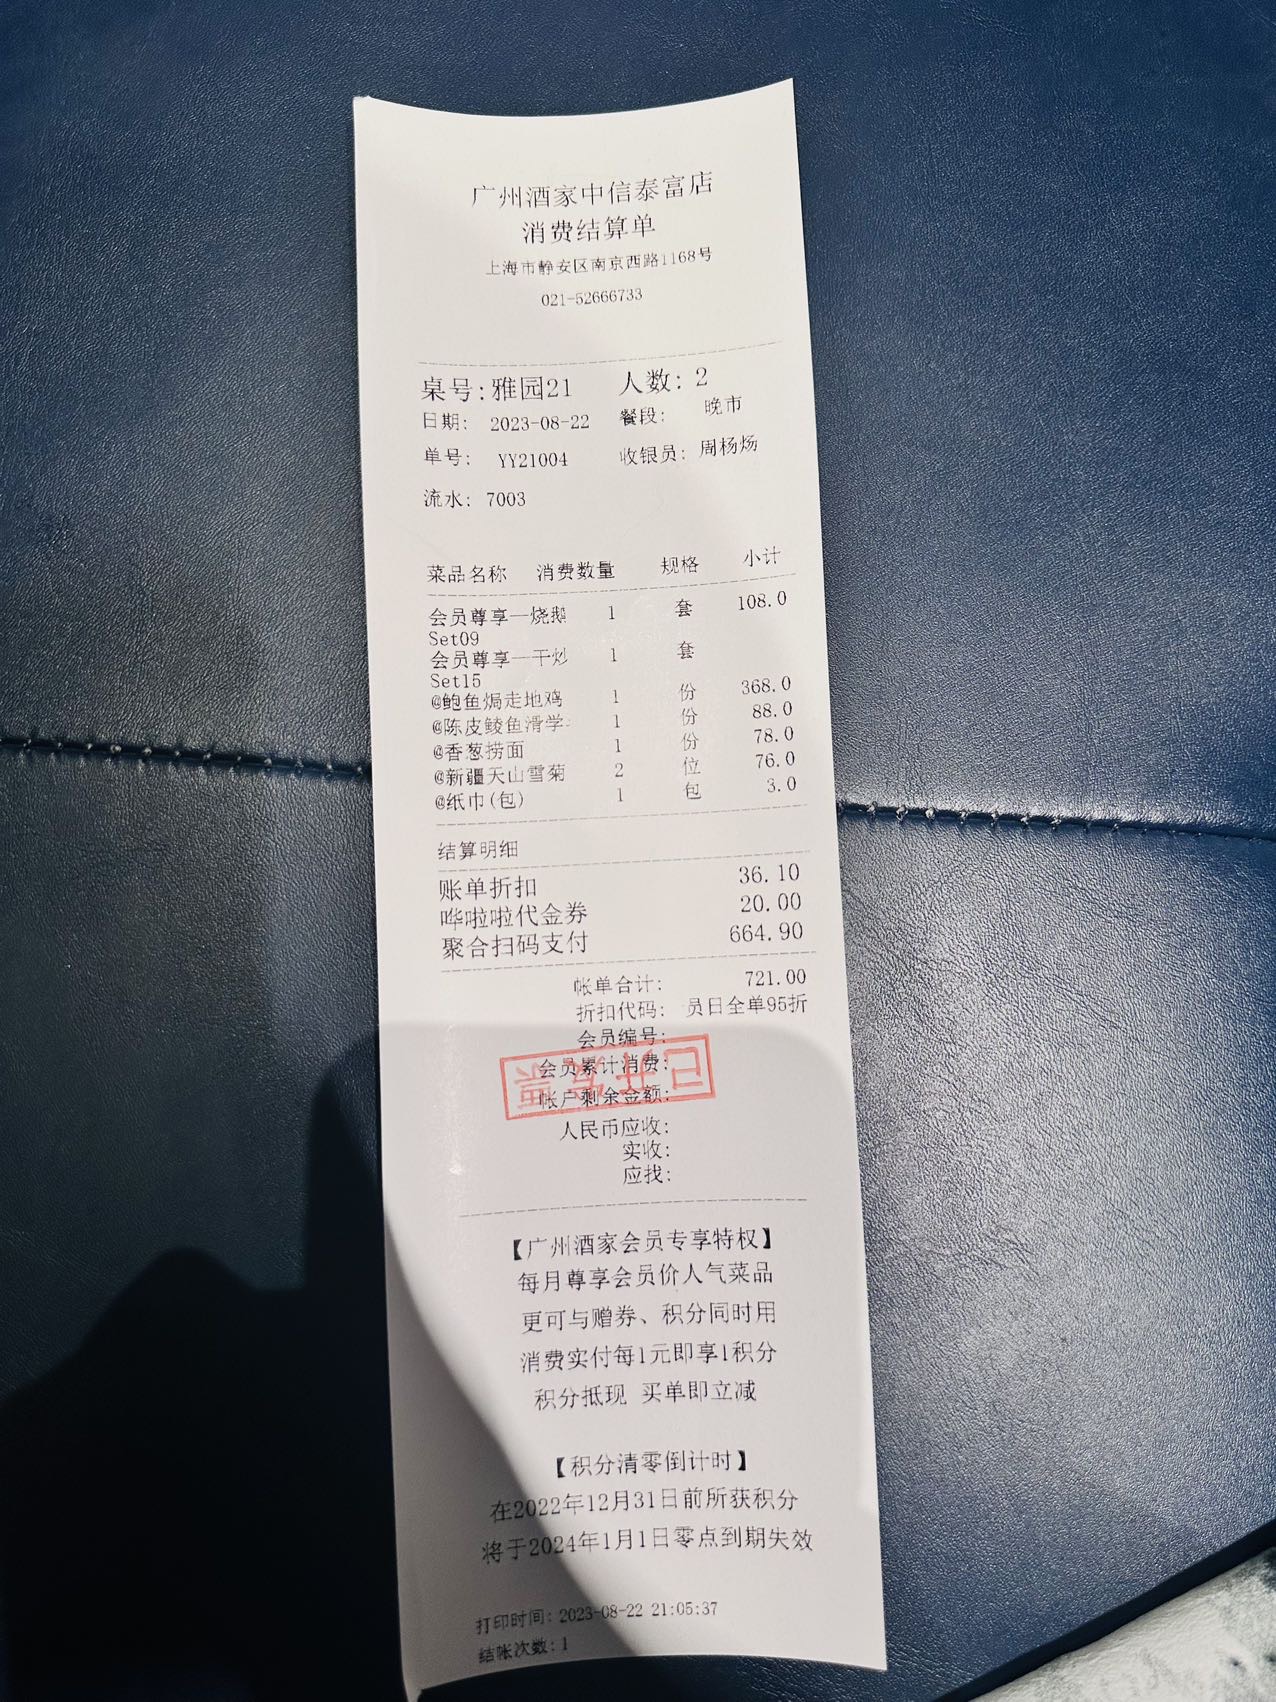 广州酒家中信泰富店
消费结算单
上海市静安区南京西路1168号
021-52666733
桌号:雅园21 人数: 2
日期: 2023-08-22 餐段: 晚市
单号: YY21004 收银员: 周杨炀
流水: 7003
菜品名称 消费数量 规格 小计
会员尊享一烧鹅 1 套 108.0
Set09
会员尊享一干炒 1 套
Set15
@鲍鱼焗走地鸡 1 份 368.0
@陈皮鲮鱼滑学 1 份 88.0
@香葱捞面 1 份 78.0
@新疆天山雪菊 2 位 76.0
@纸巾(包) 1 包 3.0
结算明细
账单折扣 36.10
哗啦啦代金券 20.00
聚合扫码支付 664.90
帐单合计: 721.00
折扣代码: 员日全单95折
会员编号:
会员累计消费:
帐户剩余金额:
已开发票
人民币应收:
实收:
应找:
【广州酒家会员专享特权】
每月尊享会员价人气菜品
更可与赠券、积分同时用
消费实付每1元即享1积分
积分抵现 买单即立减
【积分清零倒计时】
在2022年12月31日前所获积分
将于2024年1月1日零点到期失效
打印时间: 2023-08-22 21:05:37
结帐次数:1